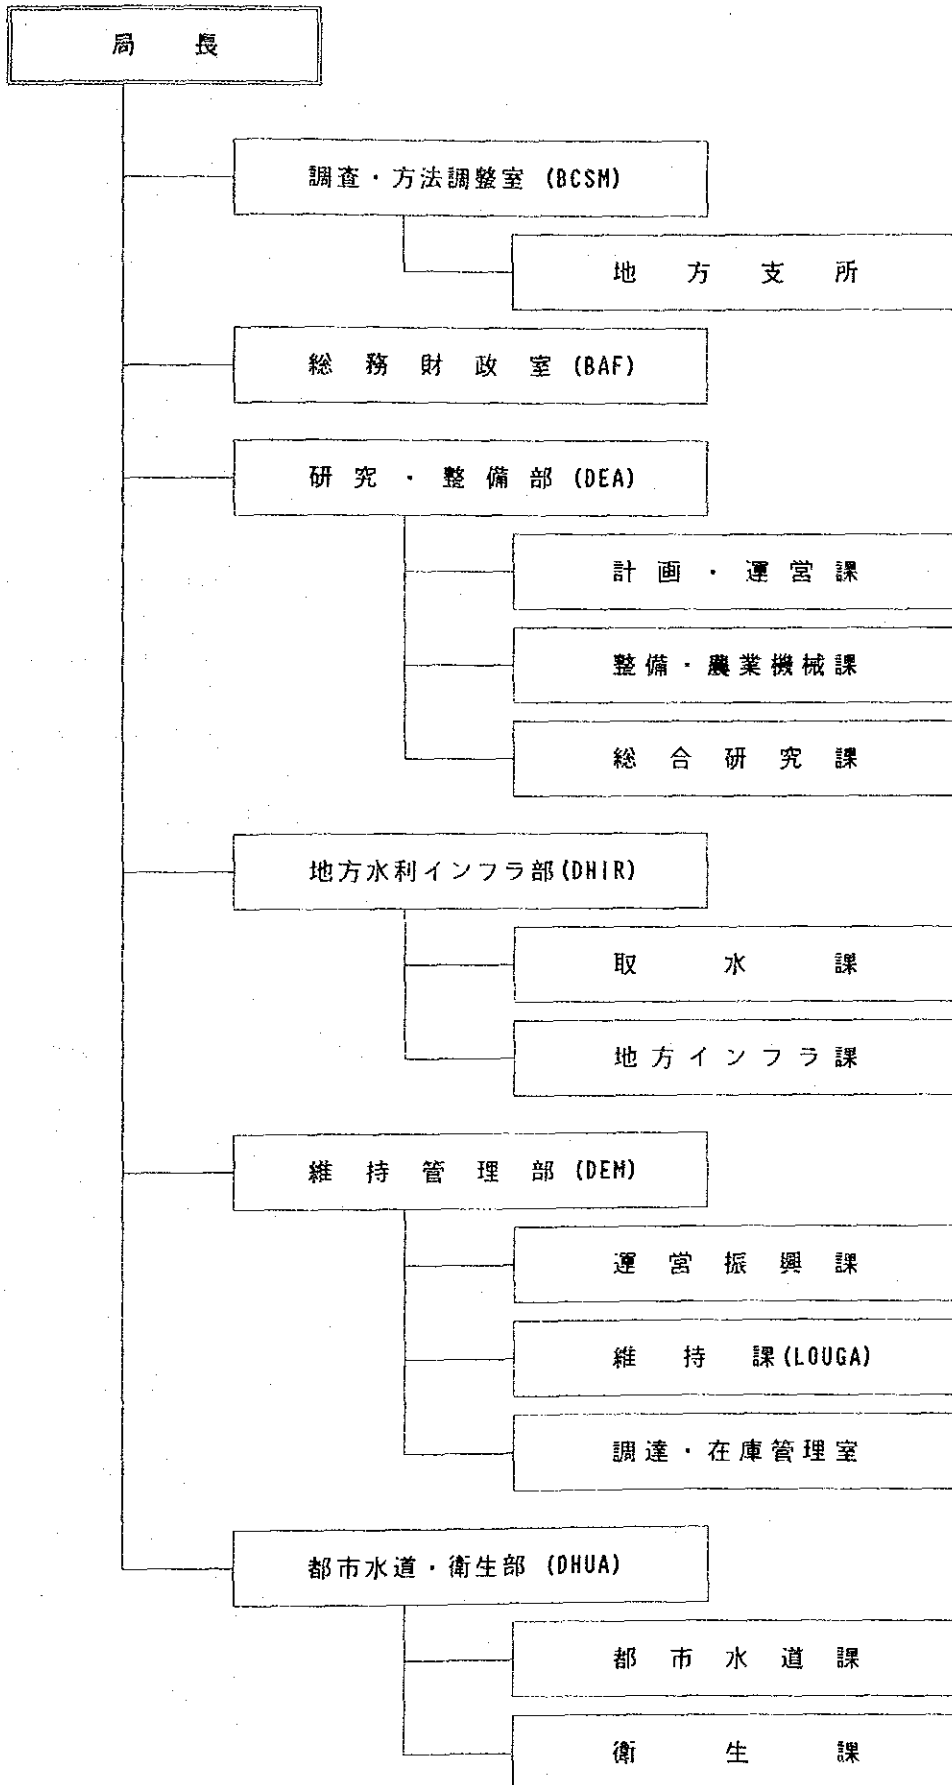 局長
調査・方法調整室 (BCSM)
地方支所
総務財政室 (BAF)
研究・整備部 (DEA)
計画・運営課
整備・農業機械課
総合研究課
地方水利インフラ部 (DHIR)
取水課
地方インフラ課
維持管理部 (DEM)
運営振興課
維持課 (LOUGA)
調達・在庫管理室
都市水道・衛生部 (DHUA)
都市水道課
衛生課